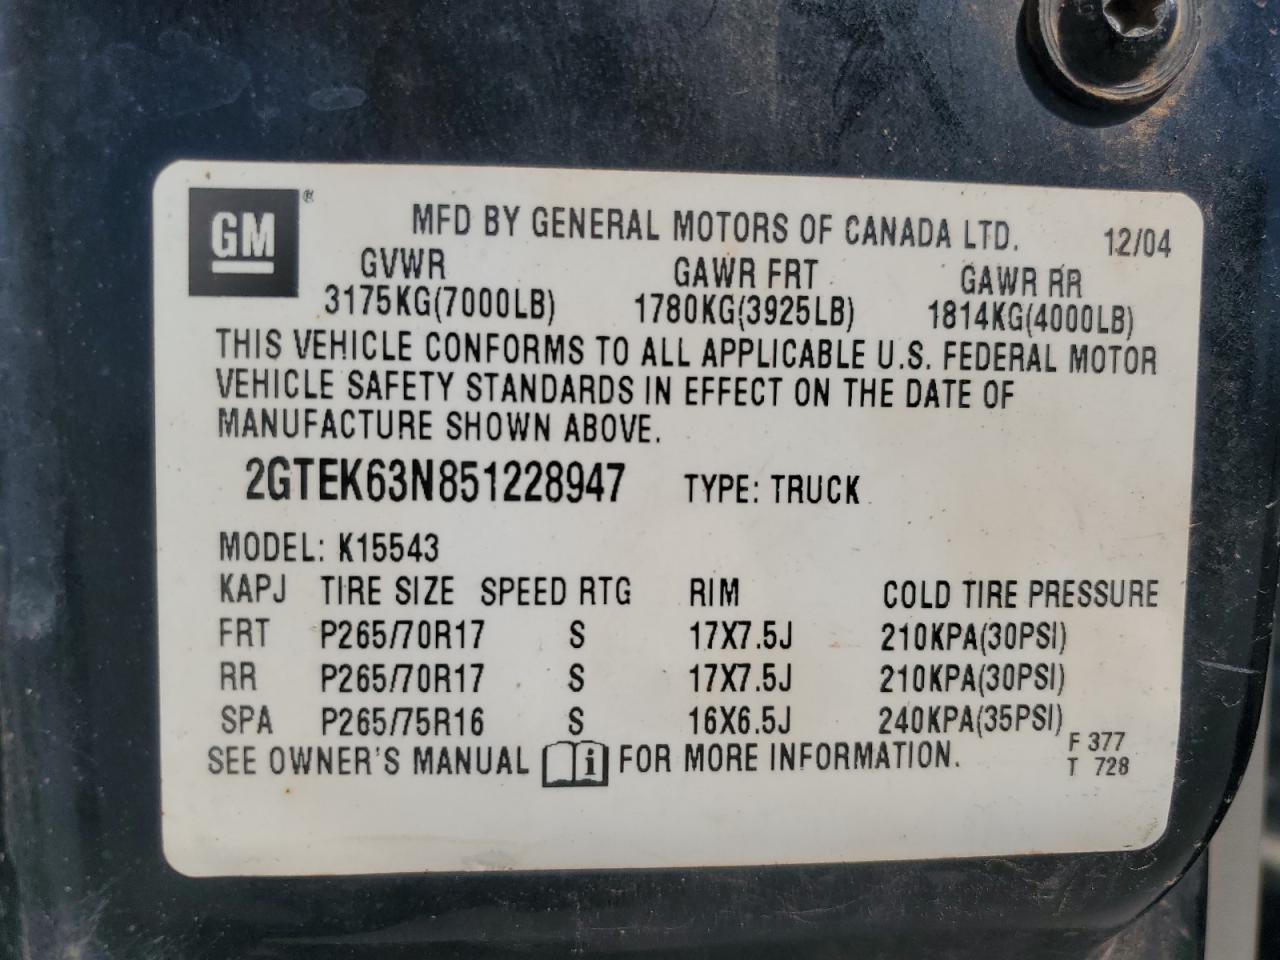 GM ®
MFD BY GENERAL MOTORS OF CANADA LTD. 12/04
GVWR GAWR FRT GAWR RR
3175KG(7000LB) 1780KG(3925LB) 1814KG(4000LB)
THIS VEHICLE CONFORMS TO ALL APPLICABLE U.S. FEDERAL MOTOR
VEHICLE SAFETY STANDARDS IN EFFECT ON THE DATE OF
MANUFACTURE SHOWN ABOVE.
2GTEK63N851228947 TYPE: TRUCK
MODEL: K15543
KAPJ TIRE SIZE SPEED RTG RIM COLD TIRE PRESSURE
FRT P265/70R17 S 17X7.5J 210KPA(30PSI)
RR P265/70R17 S 17X7.5J 210KPA(30PSI)
SPA P265/75R16 S 16X6.5J 240KPA(35PSI)
SEE OWNER'S MANUAL i FOR MORE INFORMATION.
F 377
T 728